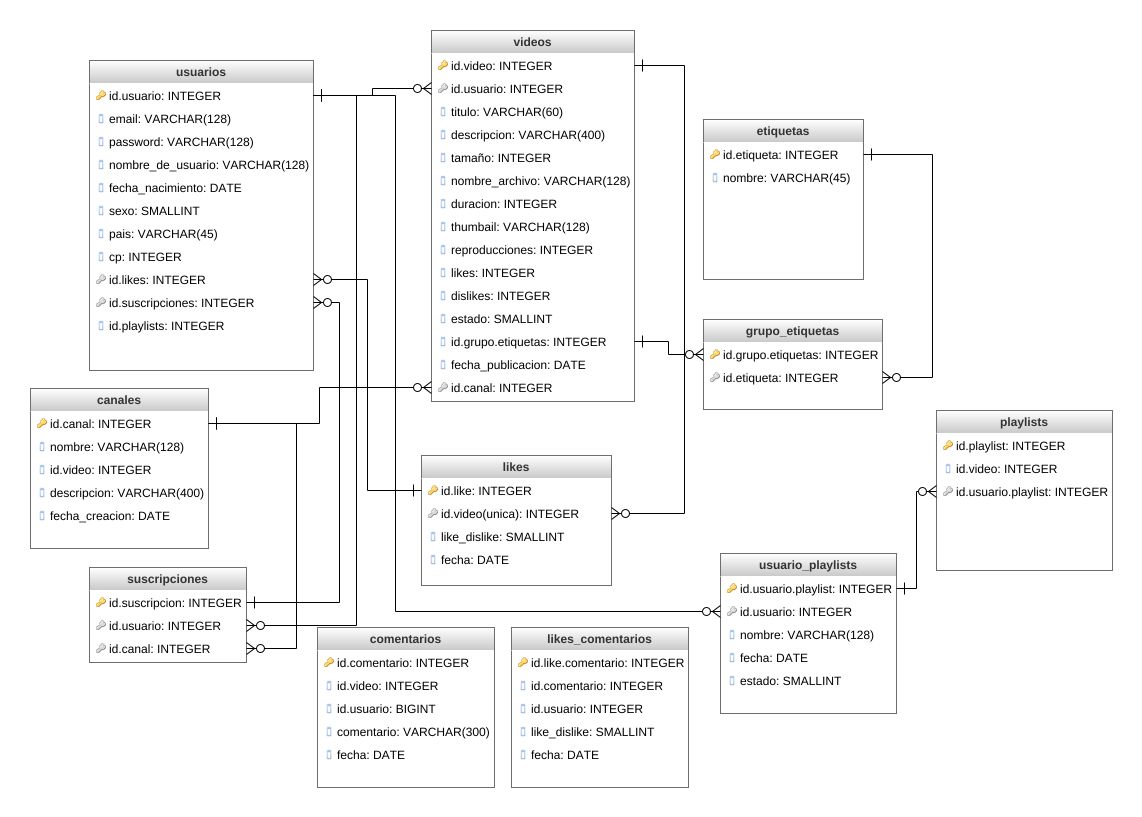 usuarios
id.usuario: INTEGER
email: VARCHAR(128)
password: VARCHAR(128)
nombre_de_usuario: VARCHAR(128)
fecha_nacimiento: DATE
sexo: SMALLINT
pais: VARCHAR(45)
cp: INTEGER
id.likes: INTEGER
id.suscripciones: INTEGER
id.playlists: INTEGER
videos
id.video: INTEGER
id.usuario: INTEGER
titulo: VARCHAR(60)
descripcion: VARCHAR(400)
tamaño: INTEGER
nombre_archivo: VARCHAR(128)
duracion: INTEGER
thumbail: VARCHAR(128)
reproducciones: INTEGER
likes: INTEGER
dislikes: INTEGER
estado: SMALLINT
id.grupo.etiquetas: INTEGER
fecha_publicacion: DATE
id.canal: INTEGER
etiquetas
id.etiqueta: INTEGER
nombre: VARCHAR(45)
grupo_etiquetas
id.grupo.etiquetas: INTEGER
id.etiqueta: INTEGER
canales
id.canal: INTEGER
nombre: VARCHAR(128)
id.video: INTEGER
descripcion: VARCHAR(400)
fecha_creacion: DATE
likes
id.like: INTEGER
id.video(unica): INTEGER
like_dislike: SMALLINT
fecha: DATE
playlists
id.playlist: INTEGER
id.video: INTEGER
id.usuario.playlist: INTEGER
suscripciones
id.suscripcion: INTEGER
id.usuario: INTEGER
id.canal: INTEGER
usuario_playlists
id.usuario.playlist: INTEGER
id.usuario: INTEGER
nombre: VARCHAR(128)
fecha: DATE
estado: SMALLINT
comentarios
id.comentario: INTEGER
id.video: INTEGER
id.usuario: BIGINT
comentario: VARCHAR(300)
fecha: DATE
likes_comentarios
id.like.comentario: INTEGER
id.comentario: INTEGER
id.usuario: INTEGER
like_dislike: SMALLINT
fecha: DATE